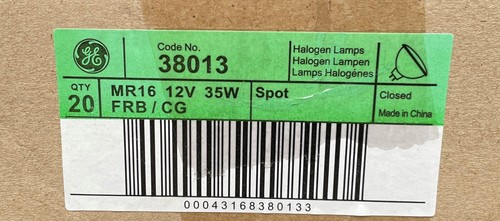 GE
Code No.
38013
Halogen Lamps
Halogen Lampen
Lamps Halogénes
QTY
20
MR16 12V 35W
FRB / CG
Spot
Closed
Made in China
00043168380133